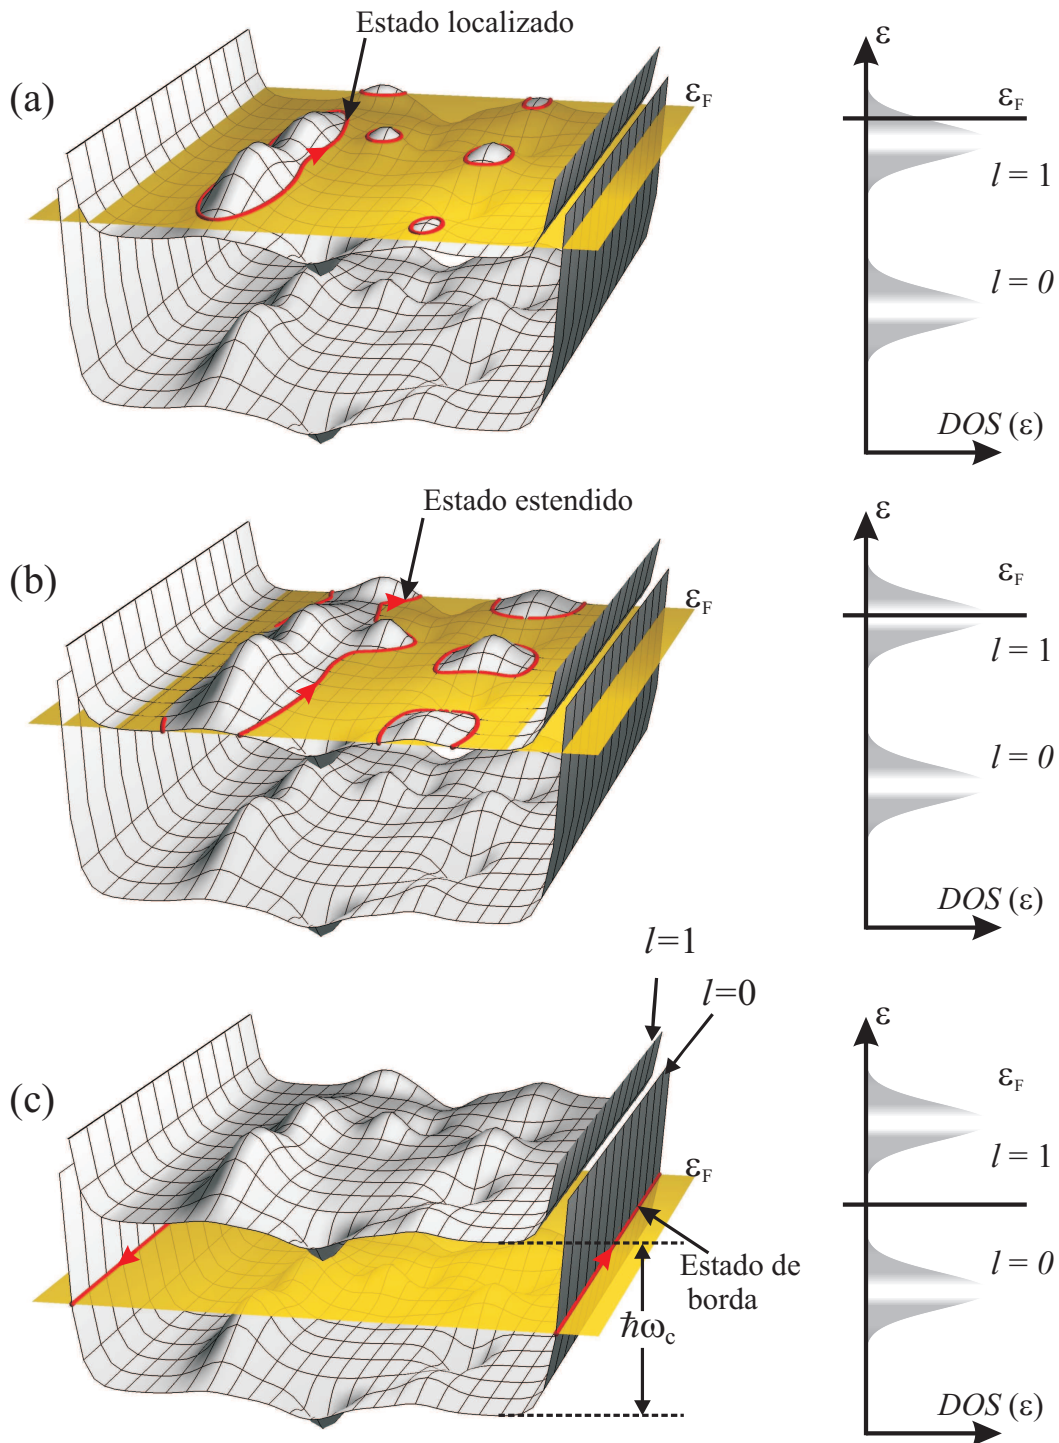 Estado localizado
(a)
εF
ε
εF
l = 1
l = 0
DOS (ε)
Estado estendido
(b)
εF
ε
εF
l = 1
l = 0
DOS (ε)
l=1
l=0
(c)
εF
Estado de
borda
ħωc
ε
εF
l = 1
l = 0
DOS (ε)